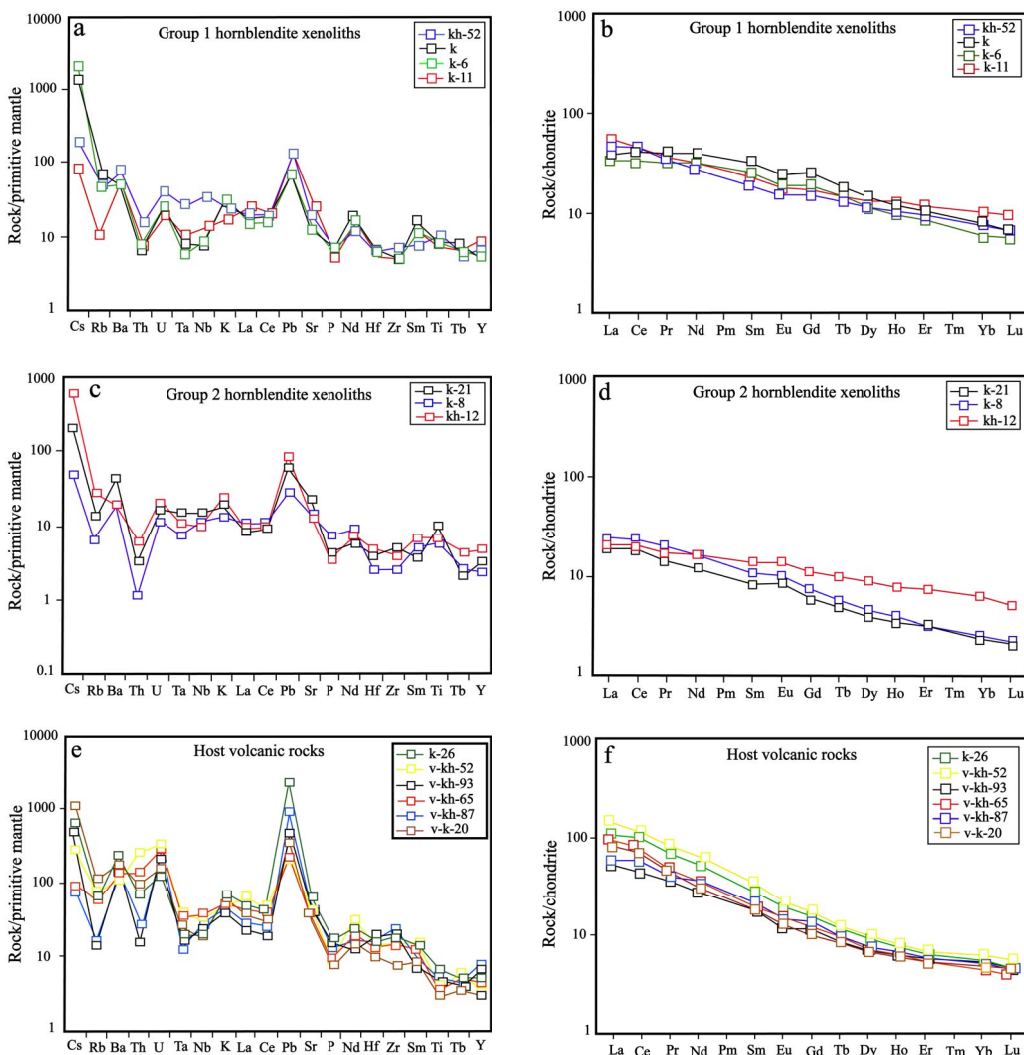 a
Group 1 hornblendite xenoliths
kh-52
k
k-6
k-11
Rock/primitive mantle
10000
1000
100
10
1
Cs Rb Ba Th U Ta Nb K La Ce Pb Sr P Nd Hf Zr Sm Ti Tb Y
b
Group 1 hornblendite xenoliths
kh-52
k
k-6
k-11
Rock/chondrite
1000
100
10
1
La Ce Pr Nd Pm Sm Eu Gd Tb Dy Ho Er Tm Yb Lu
c
Group 2 hornblendite xenoliths
k-21
k-8
kh-12
Rock/primitive mantle
1000
100
10
1
0.1
Cs Rb Ba Th U Ta Nb K La Ce Pb Sr P Nd Hf Zr Sm Ti Tb Y
d
Group 2 hornblendite xenoliths
k-21
k-8
kh-12
Rock/chondrite
1000
100
10
1
La Ce Pr Nd Pm Sm Eu Gd Tb Dy Ho Er Tm Yb Lu
e
Host volcanic rocks
k-26
v-kh-52
v-kh-93
v-kh-65
v-kh-87
v-k-20
Rock/primitive mantle
10000
1000
100
10
1
Cs Rb Ba Th U Ta Nb K La Ce Pb Sr P Nd Hf Zr Sm Ti Tb Y
f
Host volcanic rocks
k-26
v-kh-52
v-kh-93
v-kh-65
v-kh-87
v-k-20
Rock/chondrite
1000
100
10
1
La Ce Pr Nd Pm Sm Eu Gd Tb Dy Ho Er Tm Yb Lu